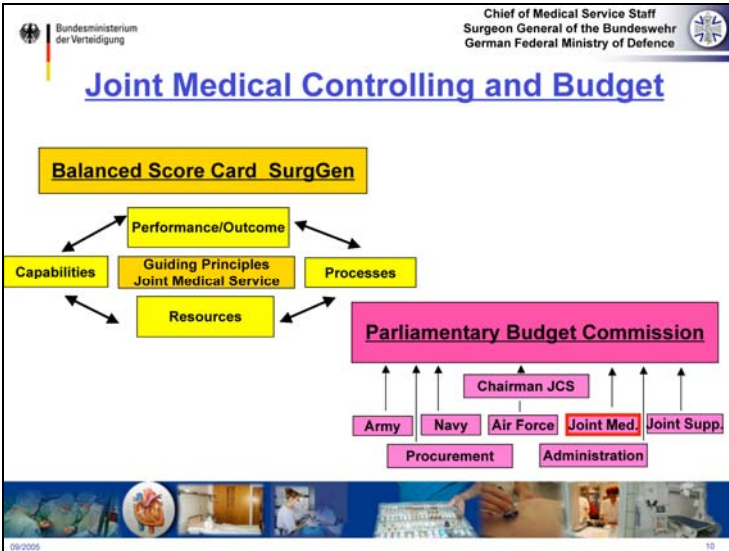 Bundesministerium
der Verteidigung
Chief of Medical Service Staff
Surgeon General of the Bundeswehr
German Federal Ministry of Defence
Joint Medical Controlling and Budget
Balanced Score Card SurgGen
Performance/Outcome
Capabilities
Guiding Principles
Joint Medical Service
Processes
Resources
Parliamentary Budget Commission
Chairman JCS
Army
Navy
Air Force
Joint Med.
Joint Supp.
Procurement
Administration
09/2005
10